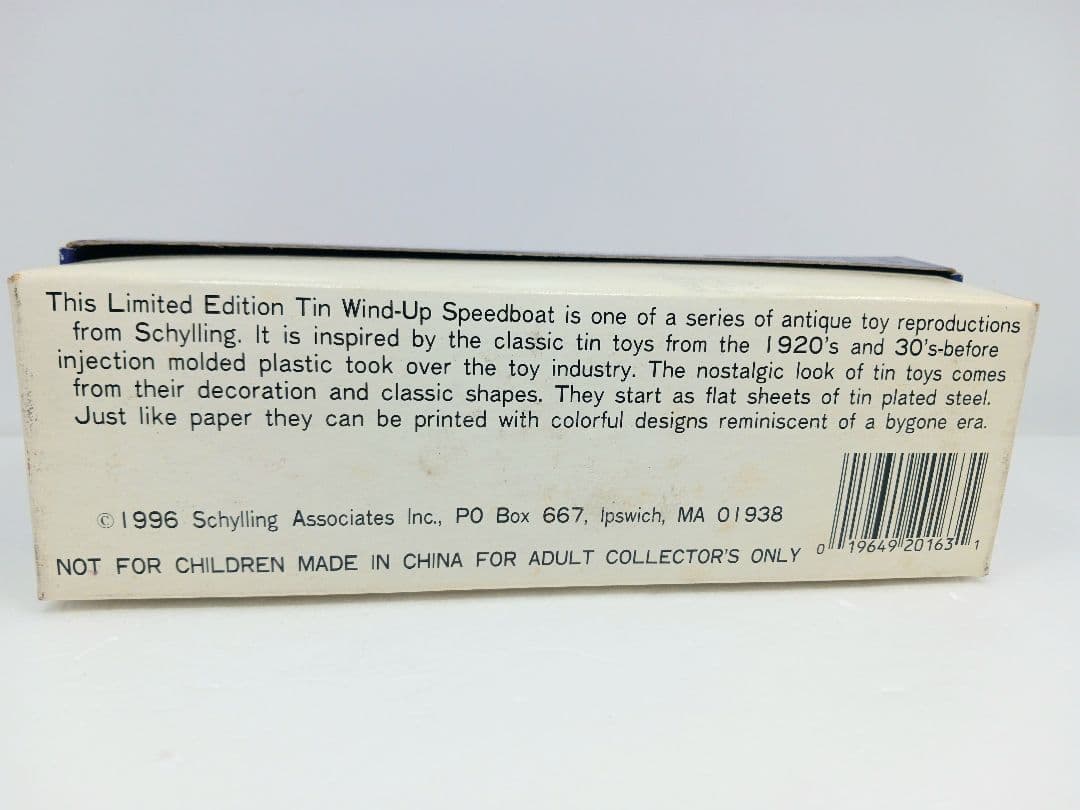 This Limited Edition Tin Wind-Up Speedboat is one of a series of antique toy reproductions
from Schylling. It is inspired by the classic tin toys from the 1920's and 30's-before
injection molded plastic took over the toy industry. The nostalgic look of tin toys comes
from their decoration and classic shapes. They start as flat sheets of tin plated steel.
Just like paper they can be printed with colorful designs reminiscent of a bygone era.
© 1996 Schylling Associates Inc., PO Box 667, Ipswich, MA 01938
NOT FOR CHILDREN MADE IN CHINA FOR ADULT COLLECTOR'S ONLY
0 19649 20163 1